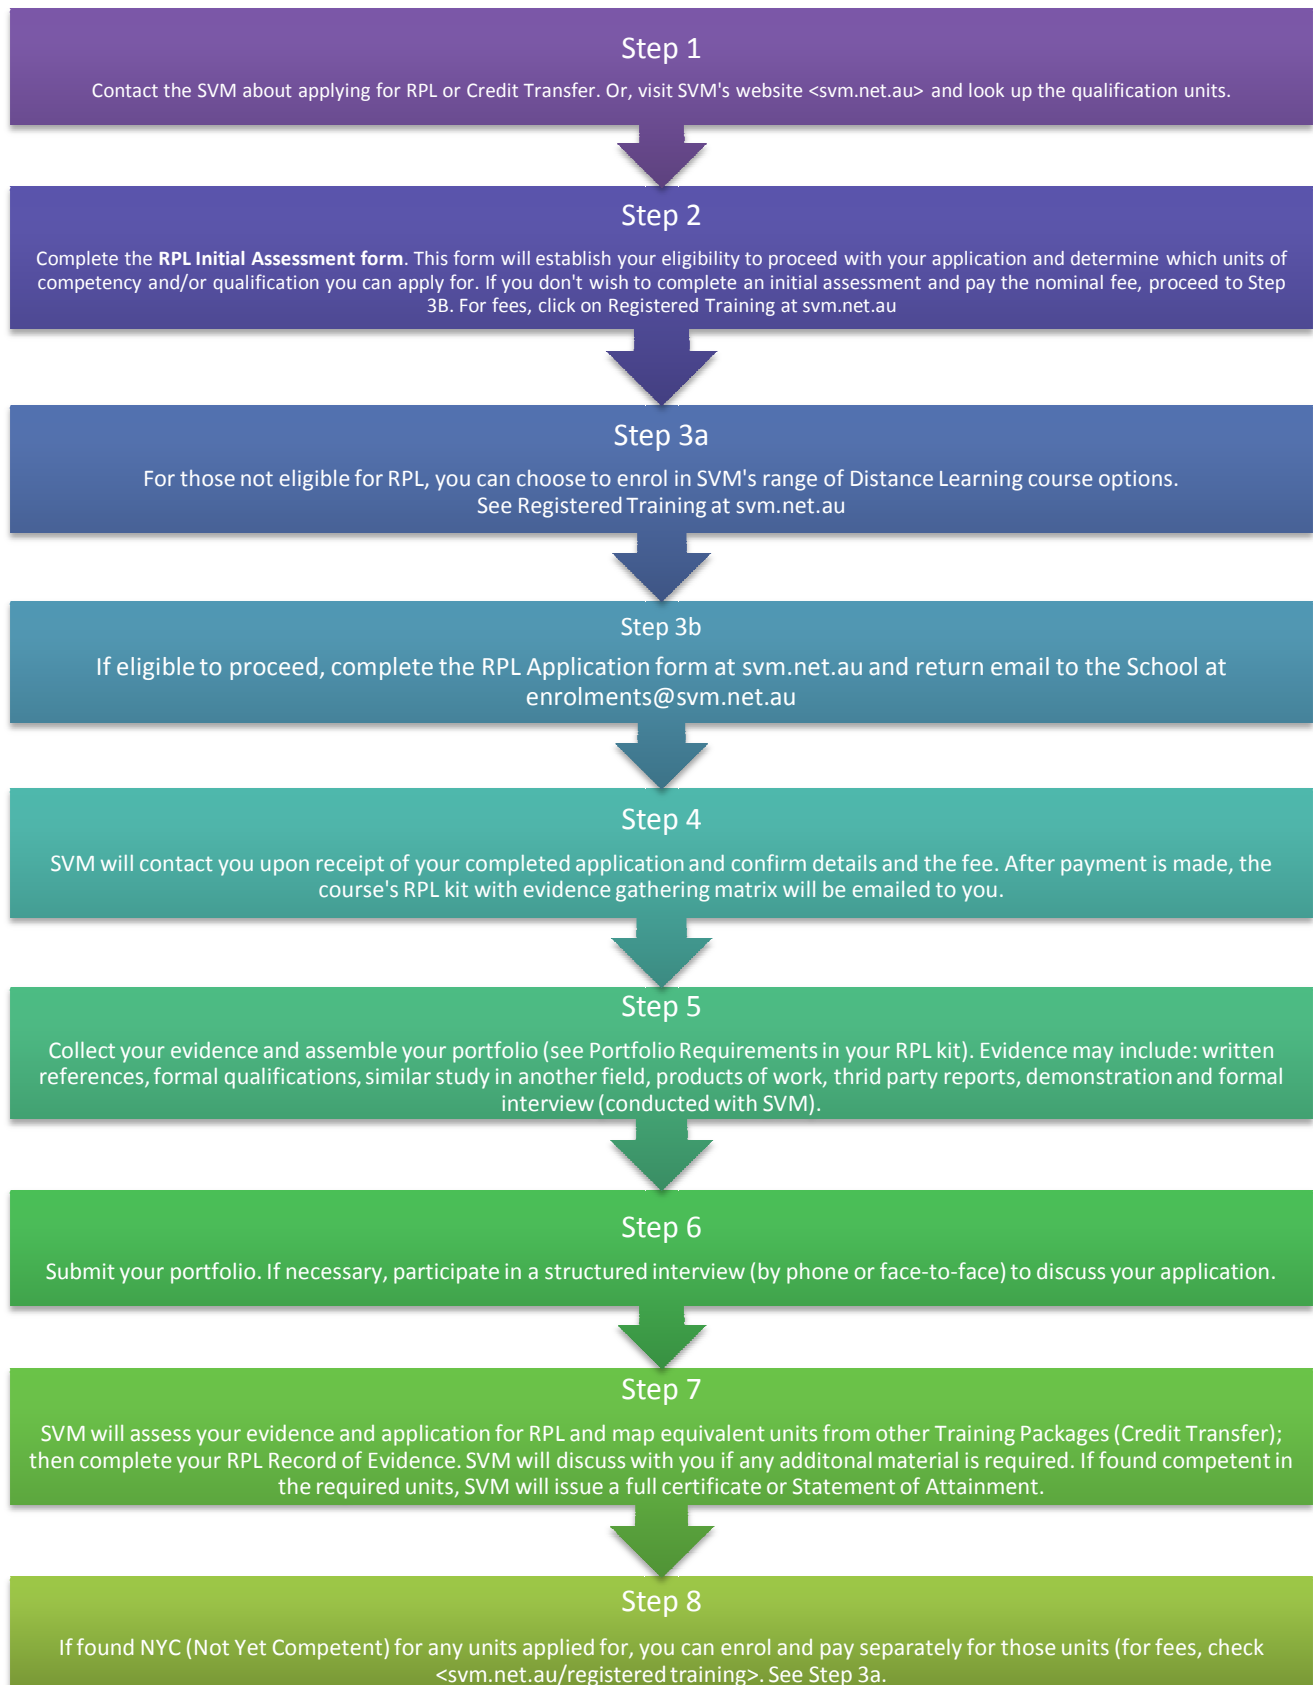 Step 1
Contact the SVM about applying for RPL or Credit Transfer. Or, visit SVM's website <svm.net.au> and look up the qualification units.
Step 2
Complete the RPL Initial Assessment form. This form will establish your eligibility to proceed with your application and determine which units of
competency and/or qualification you can apply for. If you don't wish to complete an initial assessment and pay the nominal fee, proceed to Step
3B. For fees, click on Registered Training at svm.net.au
Step 3a
For those not eligible for RPL, you can choose to enrol in SVM's range of Distance Learning course options.
See Registered Training at svm.net.au
Step 3b
If eligible to proceed, complete the RPL Application form at svm.net.au and return email to the School at
enrolments@svm.net.au
Step 4
SVM will contact you upon receipt of your completed application and confirm details and the fee. After payment is made, the
course's RPL kit with evidence gathering matrix will be emailed to you.
Step 5
Collect your evidence and assemble your portfolio (see Portfolio Requirements in your RPL kit). Evidence may include: written
references, formal qualifications, similar study in another field, products of work, thrid party reports, demonstration and formal
interview (conducted with SVM).
Step 6
Submit your portfolio. If necessary, participate in a structured interview (by phone or face-to-face) to discuss your application.
Step 7
SVM will assess your evidence and application for RPL and map equivalent units from other Training Packages (Credit Transfer);
then complete your RPL Record of Evidence. SVM will discuss with you if any additonal material is required. If found competent in
the required units, SVM will issue a full certificate or Statement of Attainment.
Step 8
If found NYC (Not Yet Competent) for any units applied for, you can enrol and pay separately for those units (for fees, check
<svm.net.au/registered training>. See Step 3a.